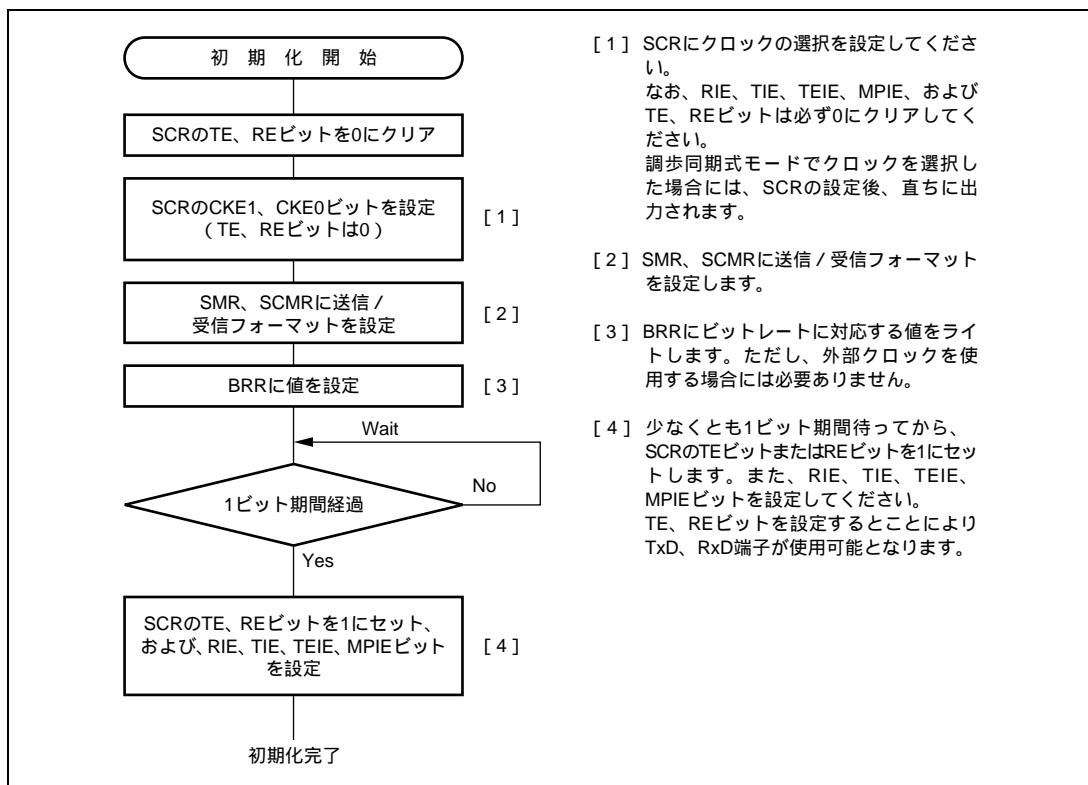 初期化開始
SCRのTE、REビットを0にクリア
SCRのCKE1、CKE0ビットを設定
（TE、REビットは0）
[1]
SMR、SCMRに送信／
受信フォーマットを設定
[2]
BRRに値を設定
[3]
Wait
1ビット期間経過
No
Yes
SCRのTE、REビットを1にセット、
および、RIE、TIE、TEIE、MPIEビット
を設定
[4]
初期化完了
[1] SCRにクロックの選択を設定してくださ
い。
なお、RIE、TIE、TEIE、MPIE、および
TE、REビットは必ず0にクリアしてく
ださい。
調歩同期式モードでクロックを選択し
た場合には、SCRの設定後、直ちに出
力されます。
[2] SMR、SCMRに送信／受信フォーマット
を設定します。
[3] BRRにビットレートに対応する値をライ
トします。ただし、外部クロックを使
用する場合には必要ありません。
[4] 少なくとも1ビット期間待ってから、
SCRのTEビットまたはREビットを1にセッ
トします。また、RIE、TIE、TEIE、
MPIEビットを設定してください。
TE、REビットを設定するとことにより
TxD、RxD端子が使用可能となります。